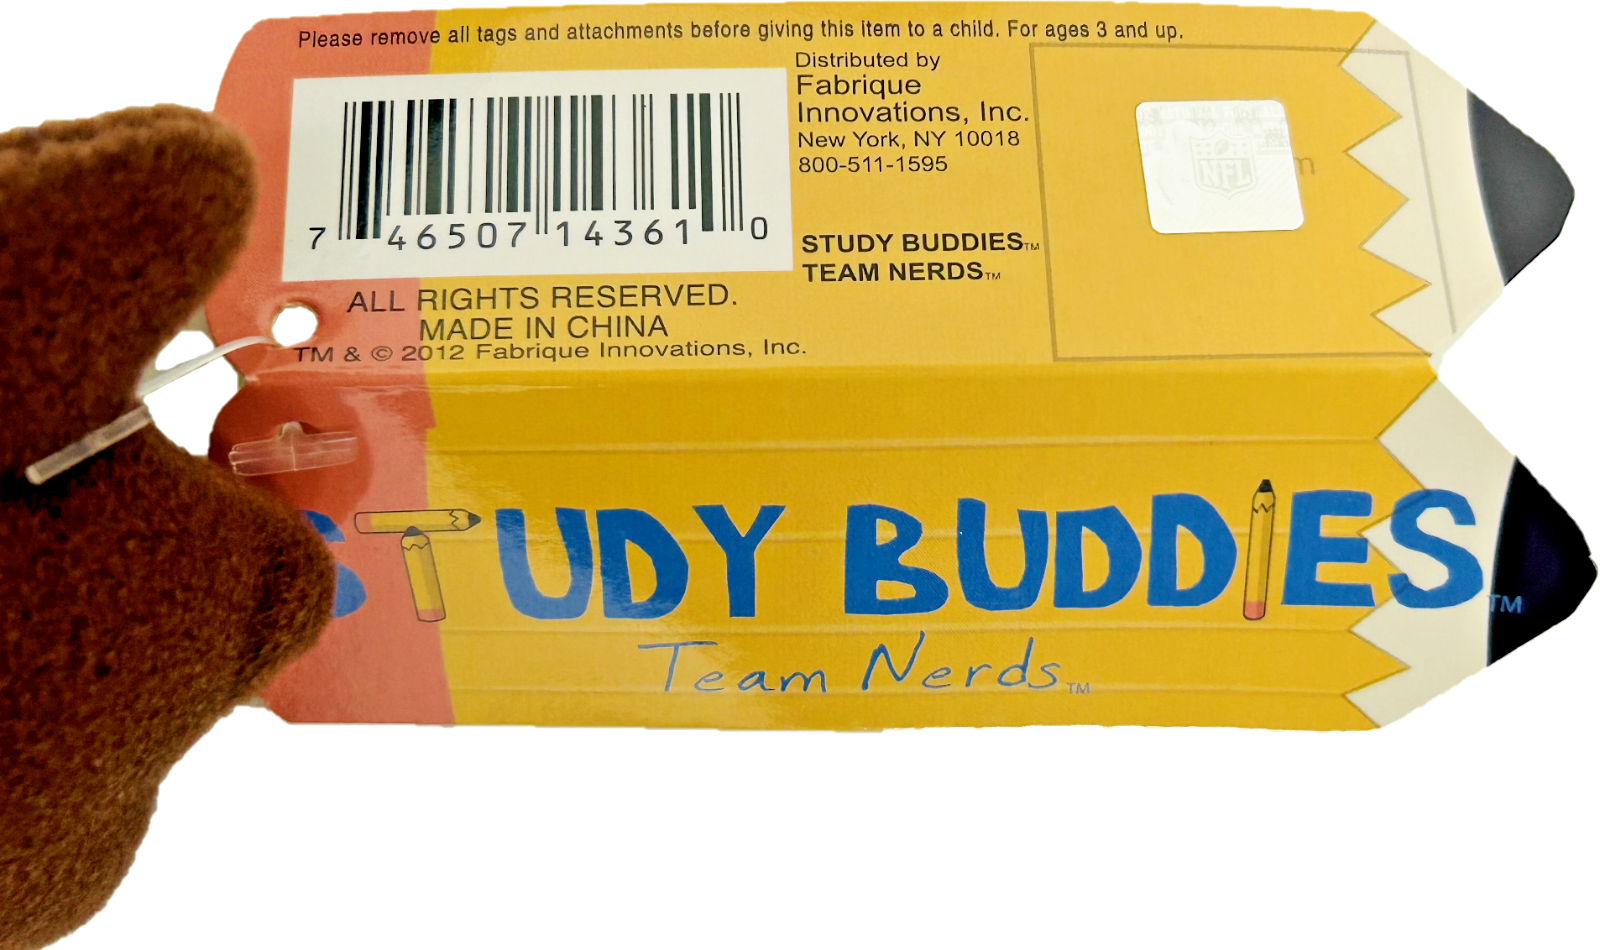 Please remove all tags and attachments before giving this item to a child. For ages 3 and up.
7 46507 14361 0
Distributed by
Fabrique
Innovations, Inc.
New York, NY 10018
800-511-1595
STUDY BUDDIES™
TEAM NERDS™
ALL RIGHTS RESERVED.
MADE IN CHINA
TM & © 2012 Fabrique Innovations, Inc.
NFL
m
STUDY BUDDIES™
Team Nerds™